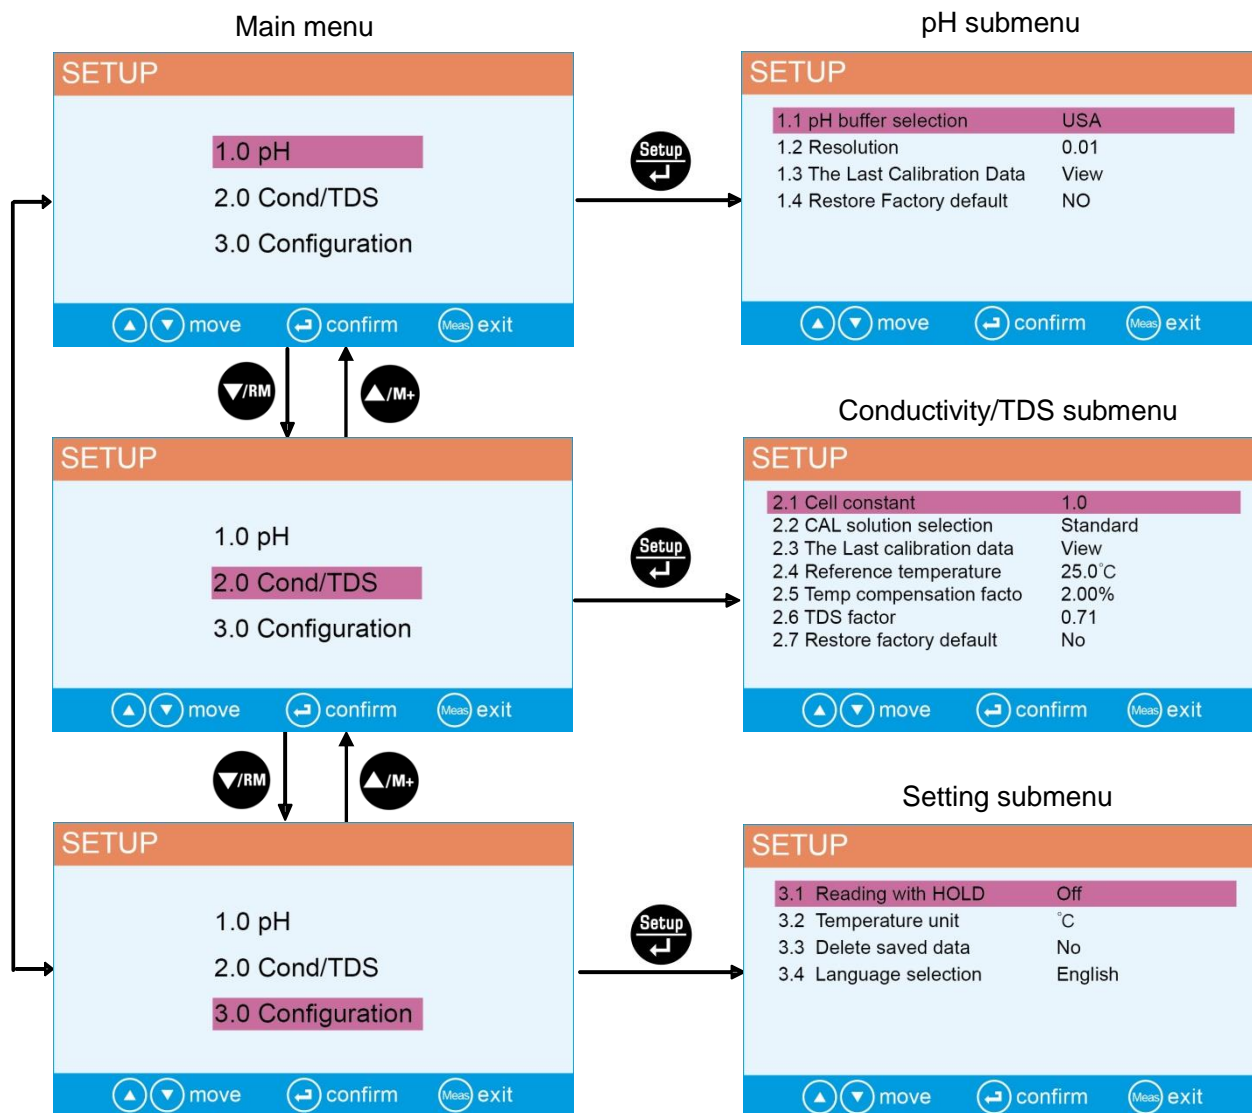 Main menu
SETUP
1.0 pH
2.0 Cond/TDS
3.0 Configuration
move confirm Meas exit
Setup
pH submenu
SETUP
1.1 pH buffer selection USA
1.2 Resolution 0.01
1.3 The Last Calibration Data View
1.4 Restore Factory default NO
move confirm Meas exit
/RM /M+
SETUP
1.0 pH
2.0 Cond/TDS
3.0 Configuration
move confirm Meas exit
Setup
Conductivity/TDS submenu
SETUP
2.1 Cell constant 1.0
2.2 CAL solution selection Standard
2.3 The Last calibration data View
2.4 Reference temperature 25.0°C
2.5 Temp compensation facto 2.00%
2.6 TDS factor 0.71
2.7 Restore factory default No
move confirm Meas exit
/RM /M+
SETUP
1.0 pH
2.0 Cond/TDS
3.0 Configuration
move confirm Meas exit
Setup
Setting submenu
SETUP
3.1 Reading with HOLD Off
3.2 Temperature unit °C
3.3 Delete saved data No
3.4 Language selection English
move confirm Meas exit